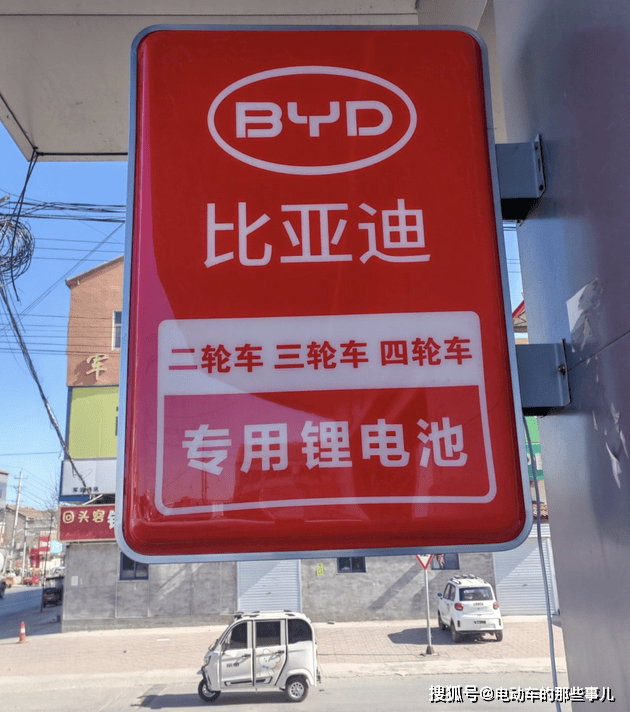 BYD
比亚迪
二轮车 三轮车 四轮车
专用锂电池
军
回头客
搜狐号@电动车的那些事儿